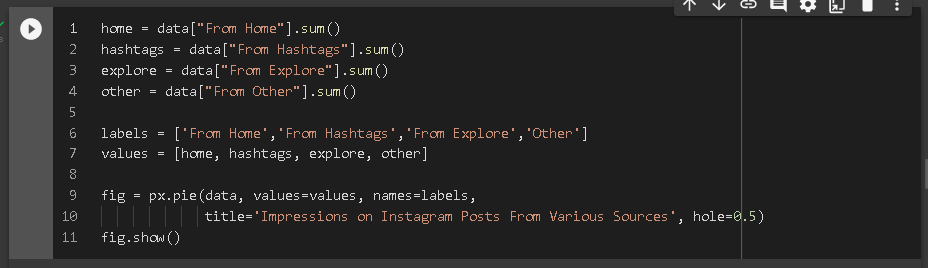 1 home = data["From Home"].sum()
2 hashtags = data["From Hashtags"].sum()
3 explore = data["From Explore"].sum()
4 other = data["From Other"].sum()
5
6 labels = ['From Home','From Hashtags','From Explore','Other']
7 values = [home, hashtags, explore, other]
8
9 fig = px.pie(data, values=values, names=labels,
10 title='Impressions on Instagram Posts From Various Sources', hole=0.5)
11 fig.show()